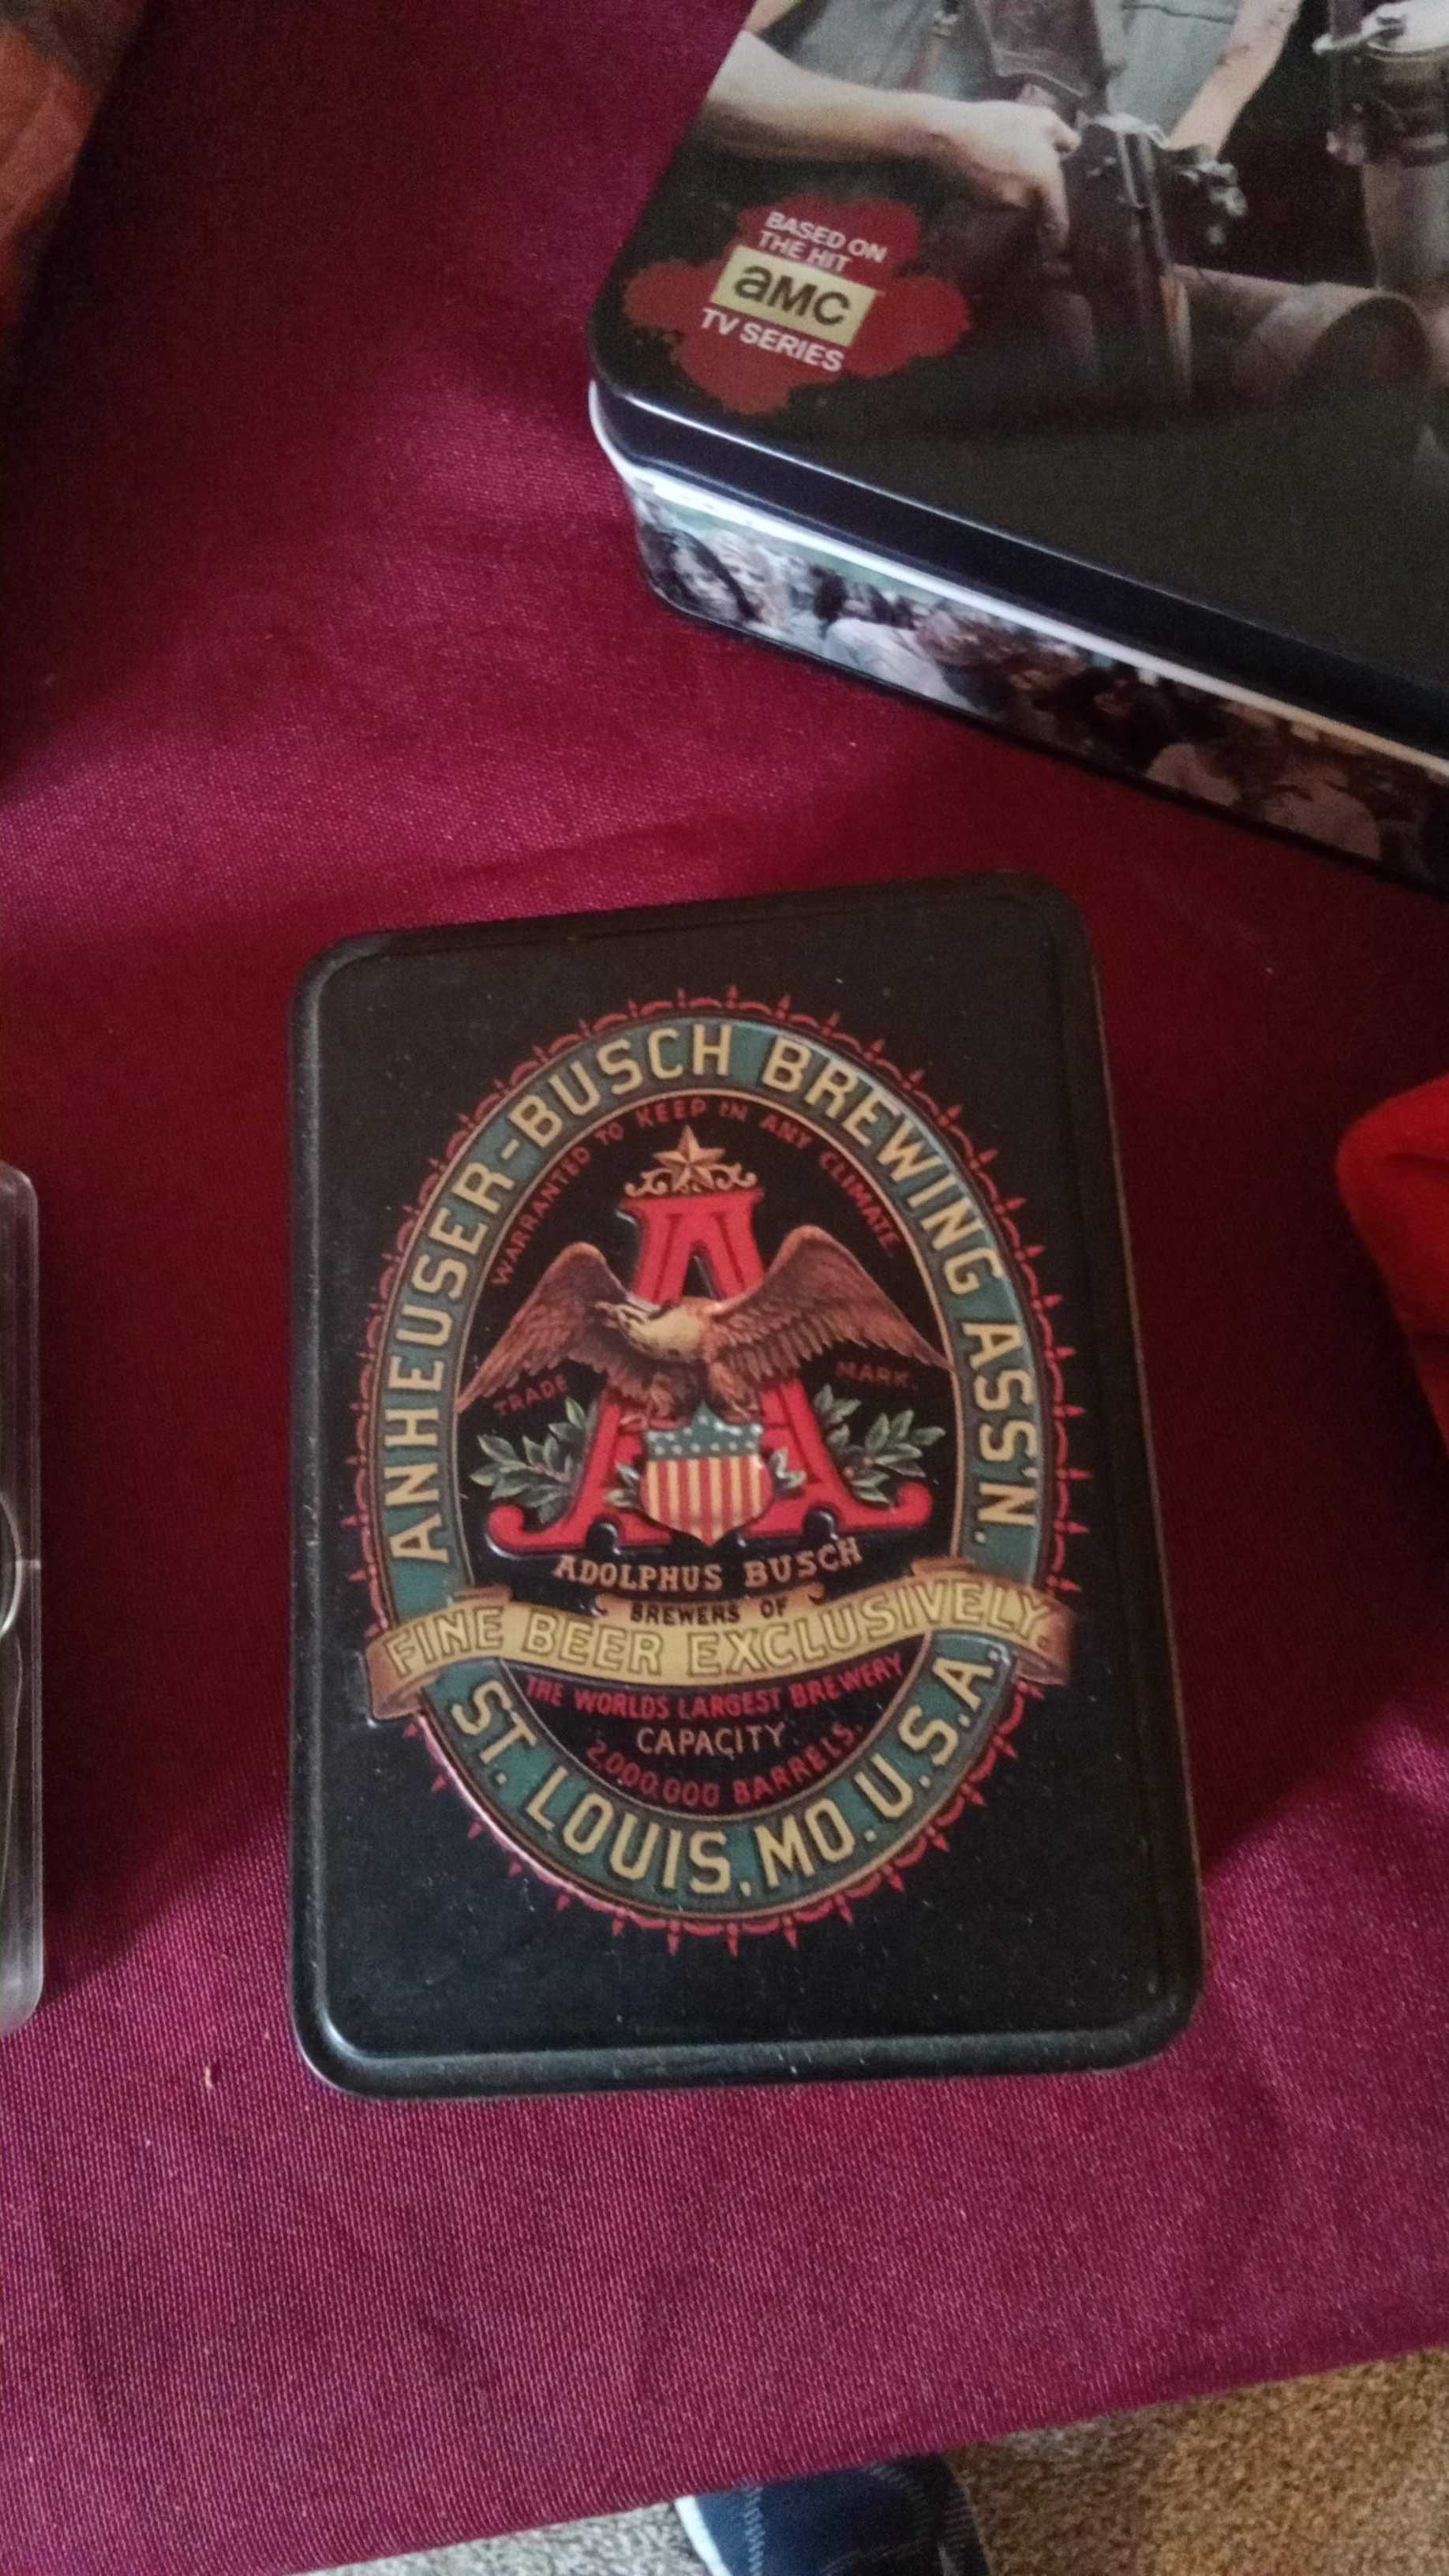 BASED ON
THE HIT
aMC
TV SERIES
ANHEUSER-BUSCH BREWING ASS'N.
WARRANTED TO KEEP IN ANY CLIMATE.
A
TRADE MARK.
ADOLPHUS BUSCH
BREWERS OF
FINE BEER EXCLUSIVELY.
THE WORLDS LARGEST BREWERY
CAPACITY
2,000,000 BARRELS.
ST. LOUIS, MO. U.S.A.